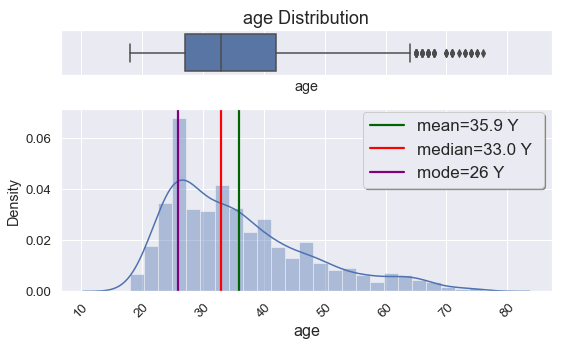 age Distribution
age
mean=35.9 Y
median=33.0 Y
mode=26 Y
0.06
0.04
0.02
0.00
Density
10 20 30 40 50 60 70 80
age